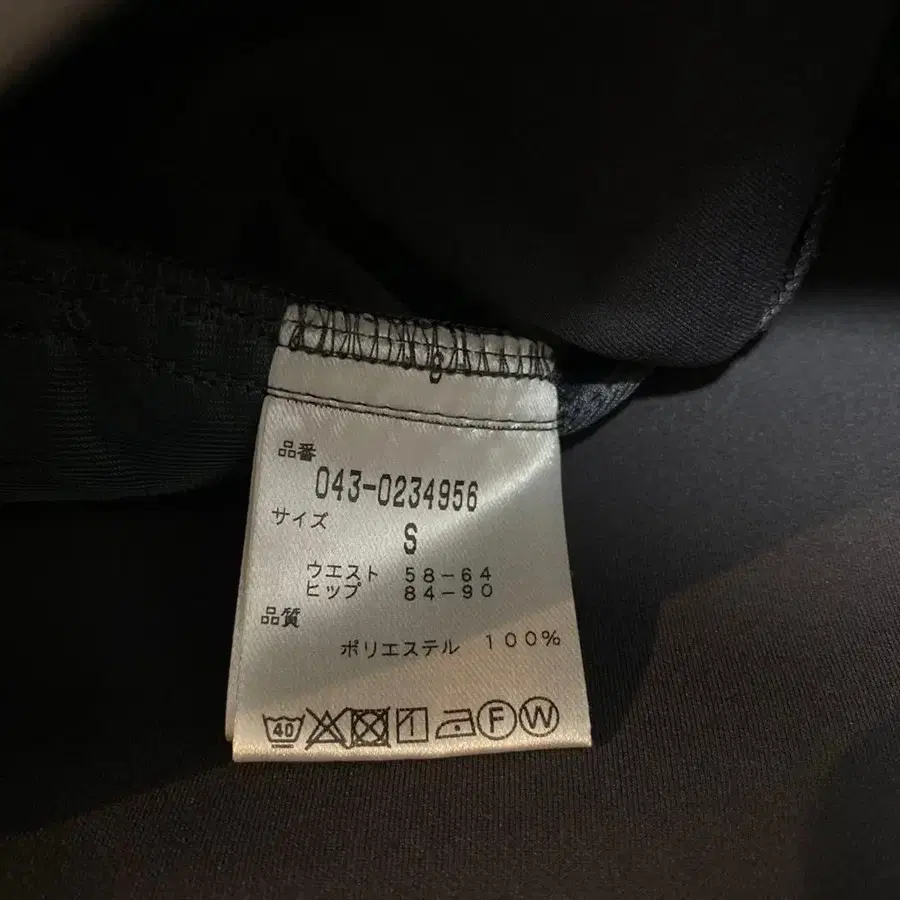 品番
043-0234956
サイズ
S
ウエスト 58-64
ヒップ 84-90
品質
ポリエステル 100%
40 F W